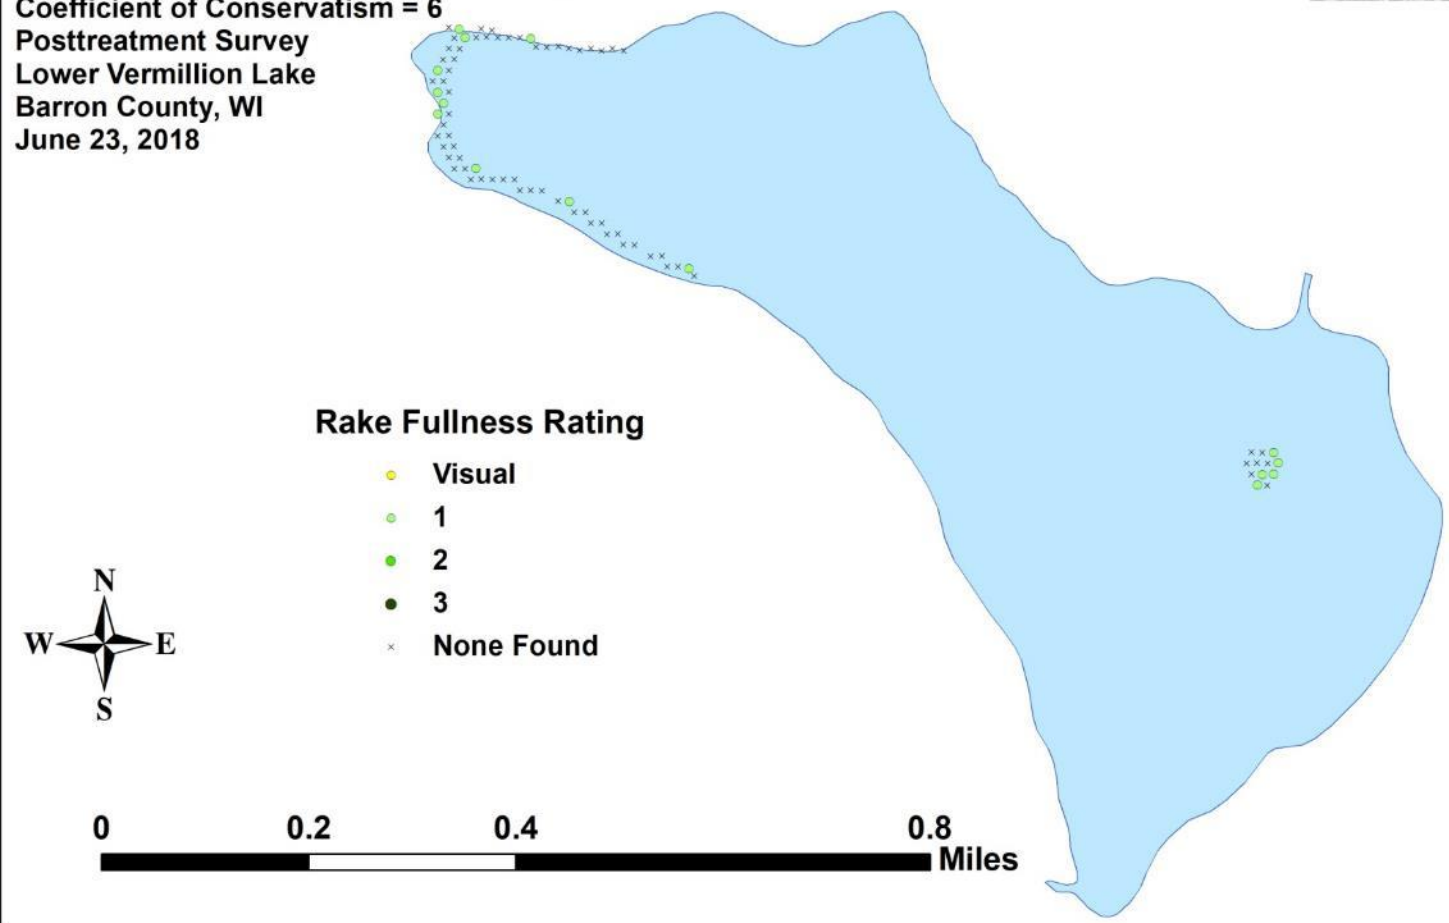 Coefficient of Conservatism = 6
Posttreatment Survey
Lower Vermillion Lake
Barron County, WI
June 23, 2018
Rake Fullness Rating
Visual
1
2
3
None Found
N
W E
S
0 0.2 0.4 0.8
Miles